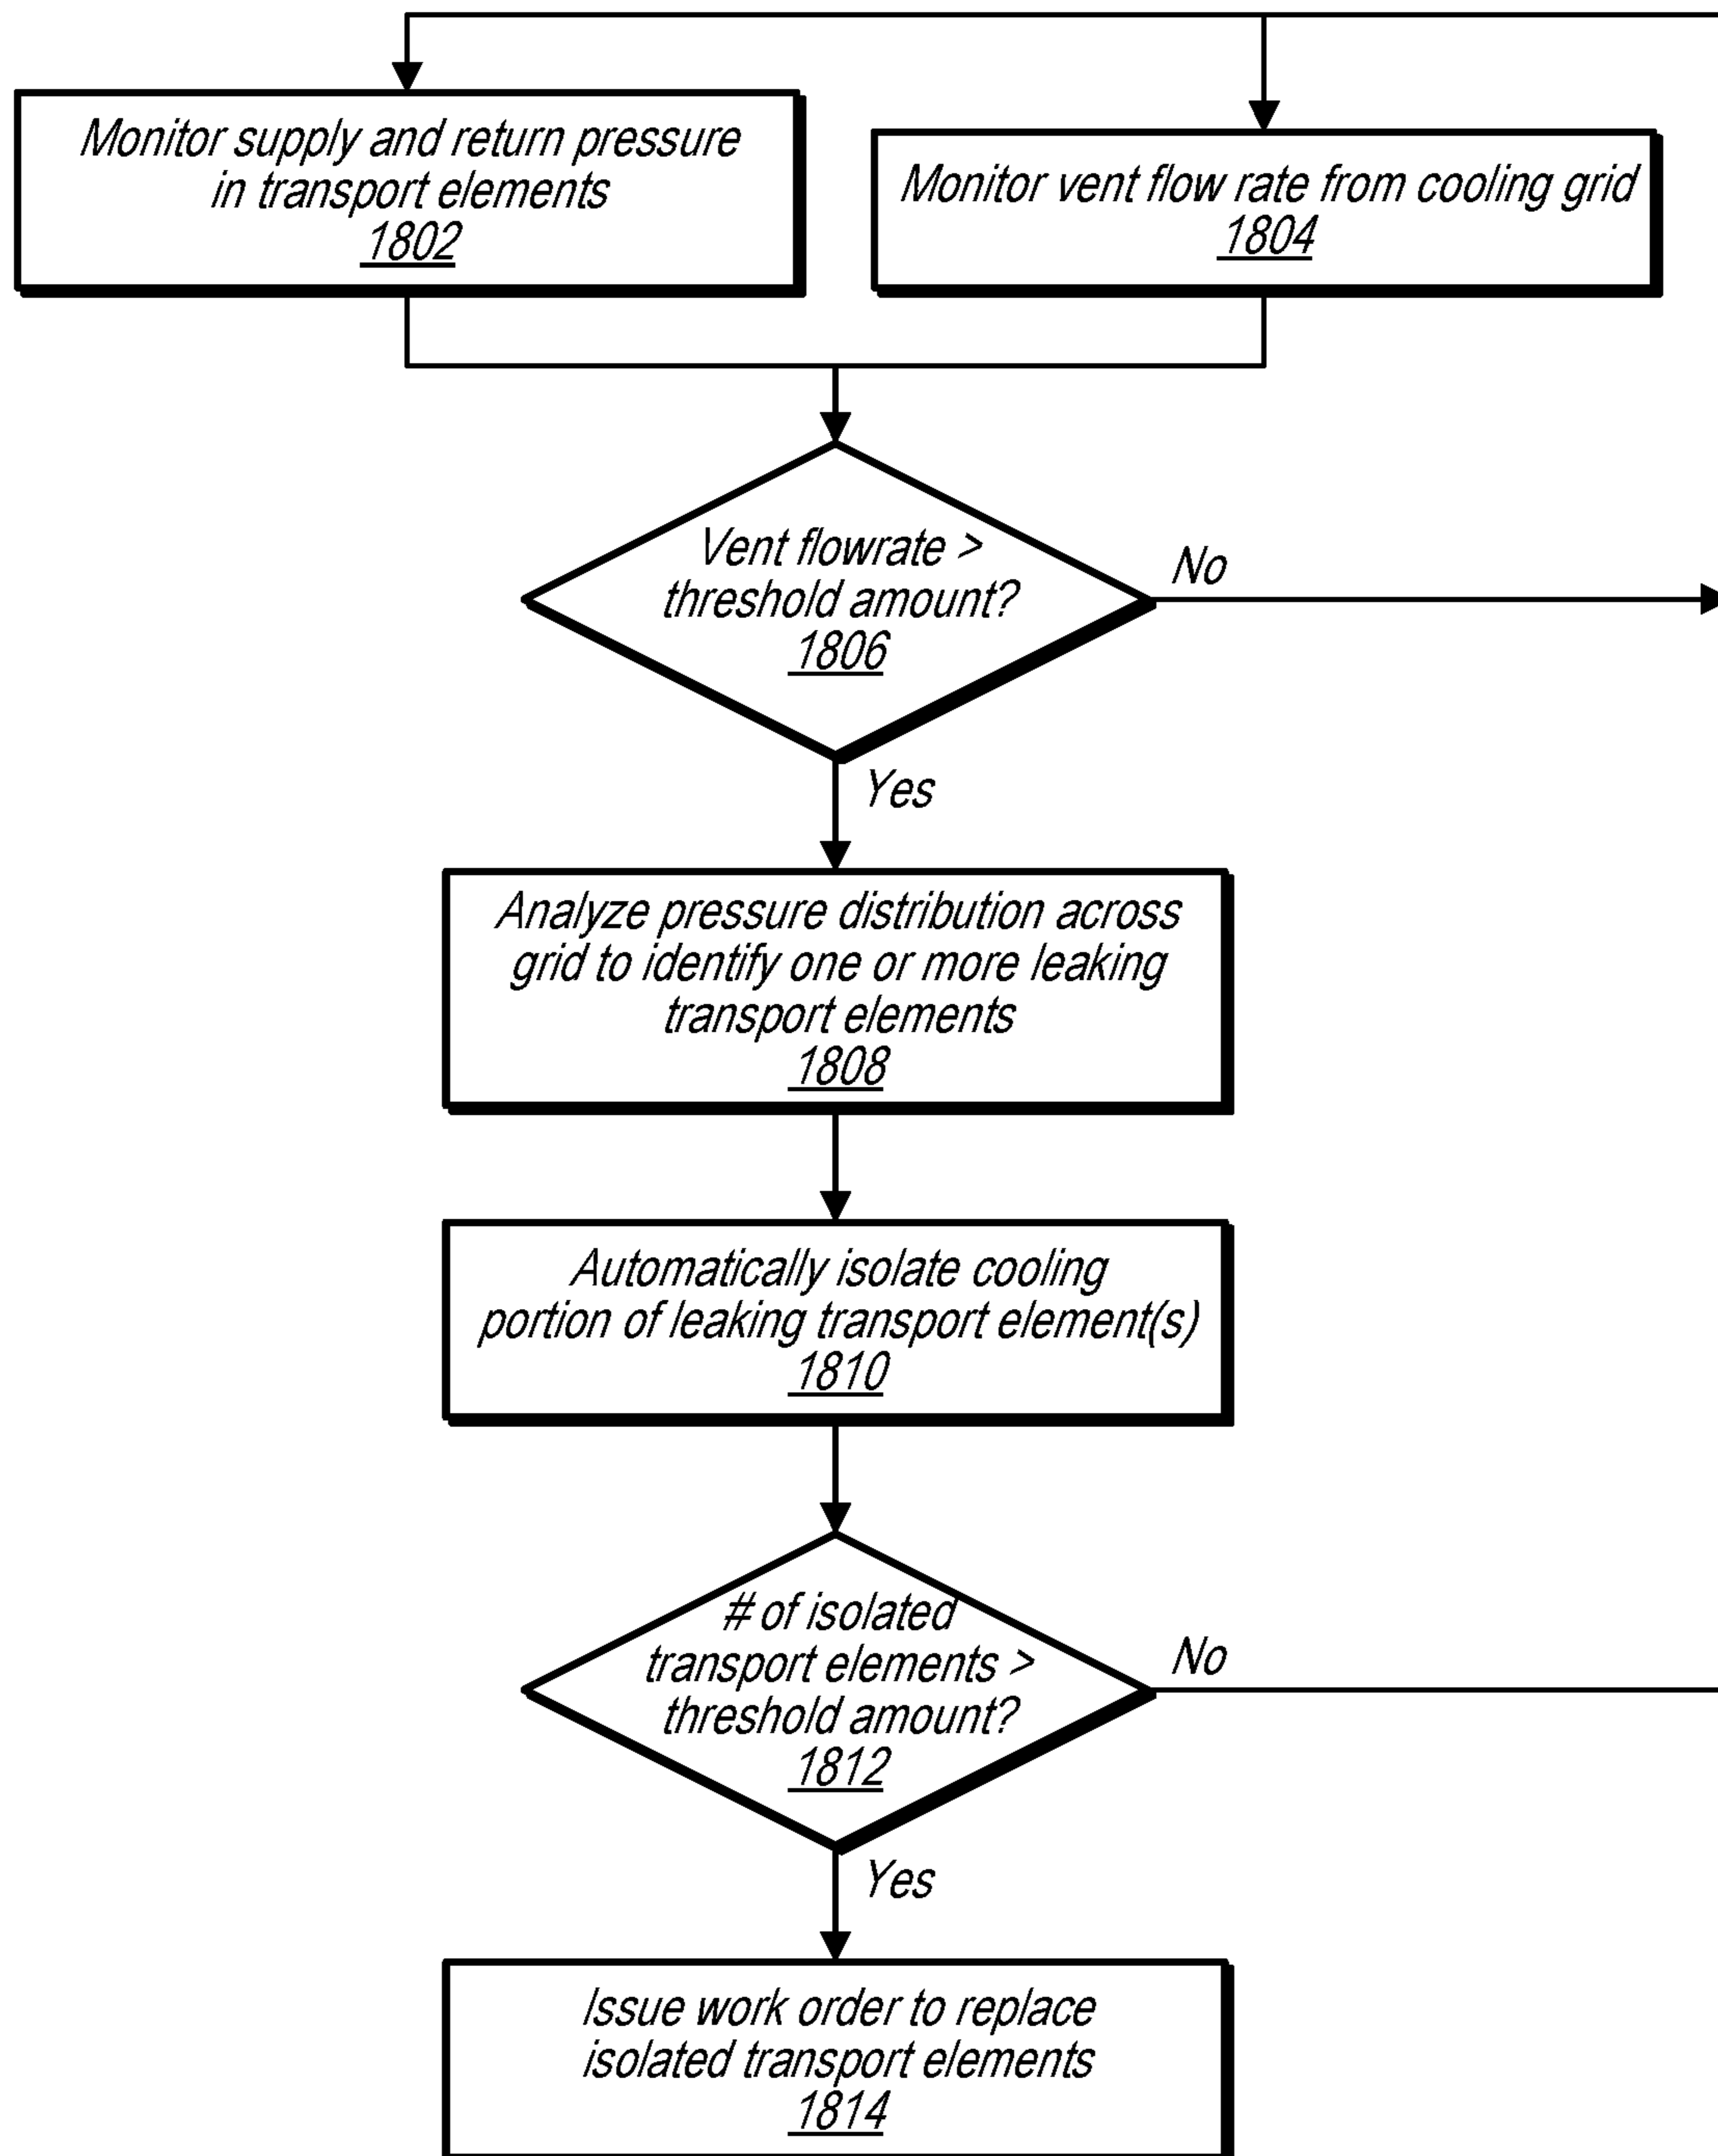 Monitor supply and return pressure
in transport elements
1802
Monitor vent flow rate from cooling grid
1804
Vent flowrate >
threshold amount?
1806
No
Yes
Analyze pressure distribution across
grid to identify one or more leaking
transport elements
1808
Automatically isolate cooling
portion of leaking transport element(s)
1810
# of isolated
transport elements >
threshold amount?
1812
No
Yes
Issue work order to replace
isolated transport elements
1814